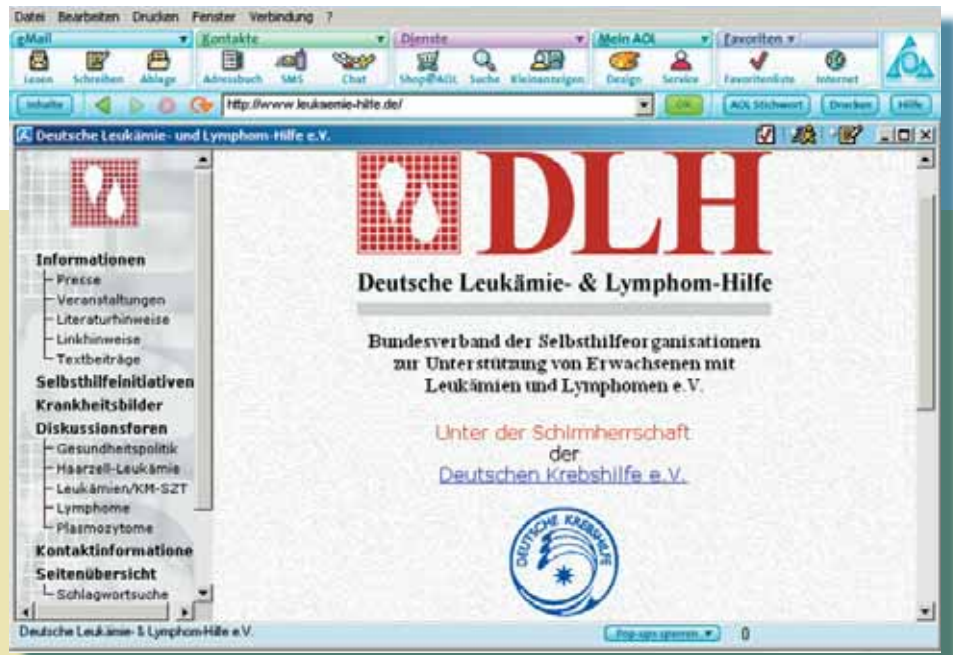 Datei Bearbeiten Drucken Fenster Verbindung ?
eMail Kontakte Dienste Mein AOL Favoriten
Lesen Schreiben Ablage Adressbuch SMS Chat Shop@AOL Suche Kleinanzeigen Design Service Favoritenliste Internet AOL
Inhalte http://www.leukaemie-hilfe.de/ OK AOL Stichwort Drucken Hilfe
Deutsche Leukämie- und Lymphom-Hilfe e.V.
Informationen
Presse
Veranstaltungen
Literaturhinweise
Linkhinweise
Textbeiträge
Selbsthilfeinitiativen
Krankheitsbilder
Diskussionsforen
Gesundheitspolitik
Haarzell-Leukämie
Leukämien/KM-SZT
Lymphome
Plasmozytome
Kontaktinformatione
Seitenübersicht
Schlagwortsuche
DLH
Deutsche Leukämie- & Lymphom-Hilfe
Bundesverband der Selbsthilfeorganisationen
zur Unterstützung von Erwachsenen mit
Leukämien und Lymphomen e.V.
Unter der Schirmherrschaft
der
Deutschen Krebshilfe e.V.
DEUTSCHE KREBSHILFE
Deutsche Leukämie- & Lymphom-Hilfe e.V.
Pop-ups sperren 0